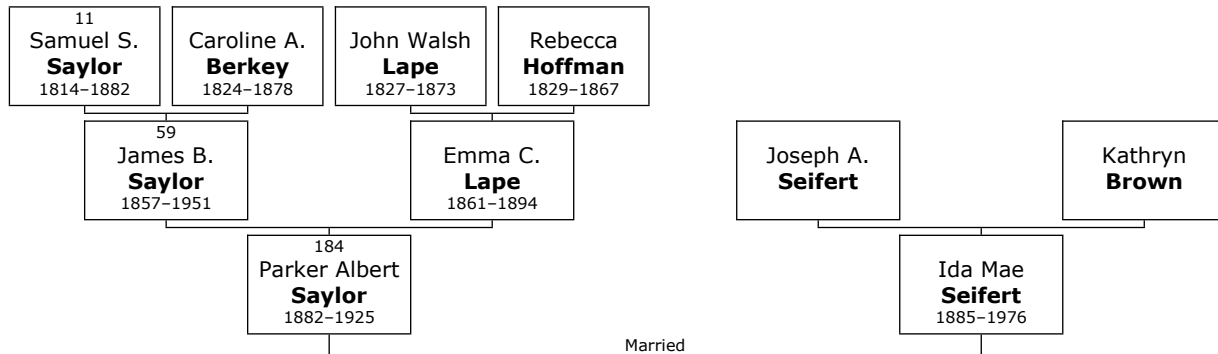 11
Samuel S.
Saylor
1814–1882
Caroline A.
Berkey
1824–1878
John Walsh
Lape
1827–1873
Rebecca
Hoffman
1829–1867
59
James B.
Saylor
1857–1951
Emma C.
Lape
1861–1894
Joseph A.
Seifert
Kathryn
Brown
184
Parker Albert
Saylor
1882–1925
Ida Mae
Seifert
1885–1976
Married